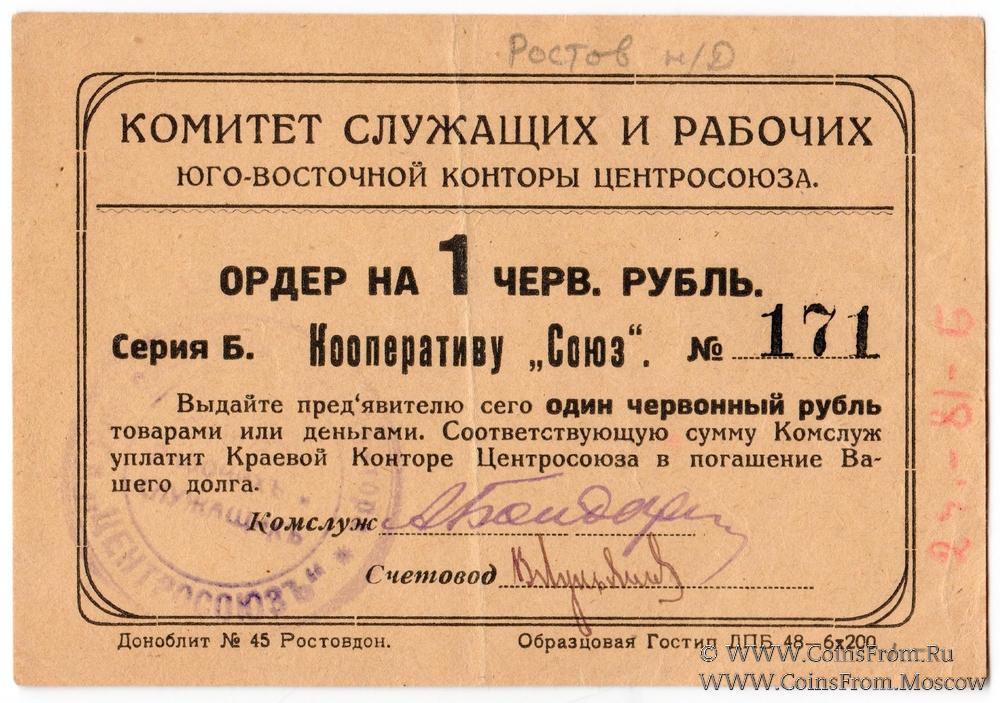 Ростов н/Д
КОМИТЕТ СЛУЖАЩИХ И РАБОЧИХ
ЮГО-ВОСТОЧНОЙ КОНТОРЫ ЦЕНТРОСОЮЗА.
ОРДЕР НА 1 ЧЕРВ. РУБЛЬ.
Серия Б. Кооперативу „Союз“. № 171
Выдайте пред‘явителю сего один червонный рубль
товарами или деньгами. Соответствующую сумму Комслуж
уплатит Краевой Конторе Центросоюза в погашение Ва-
шего долга.
Комслуж
Счетовод
„ЦЕНТРОСОЮЗЪ“
Доноблит № 45 Ростовдон.
Образцовая Гостип ДПБ 48—6х200
© WWW.CoinsFrom.Ru
WWW.CoinsFrom.Moscow